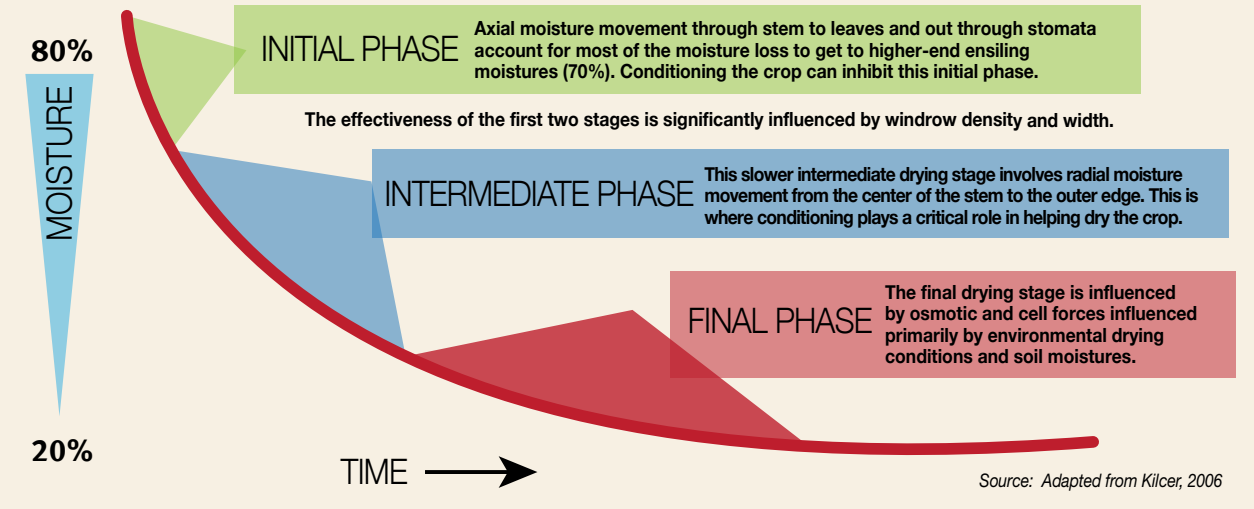 80%
MOISTURE
20%
INITIAL PHASE
Axial moisture movement through stem to leaves and out through stomata
account for most of the moisture loss to get to higher-end ensiling
moistures (70%). Conditioning the crop can inhibit this initial phase.
The effectiveness of the first two stages is significantly influenced by windrow density and width.
INTERMEDIATE PHASE
This slower intermediate drying stage involves radial moisture
movement from the center of the stem to the outer edge. This is
where conditioning plays a critical role in helping dry the crop.
FINAL PHASE
The final drying stage is influenced
by osmotic and cell forces influenced
primarily by environmental drying
conditions and soil moistures.
TIME
Source: Adapted from Kilcer, 2006